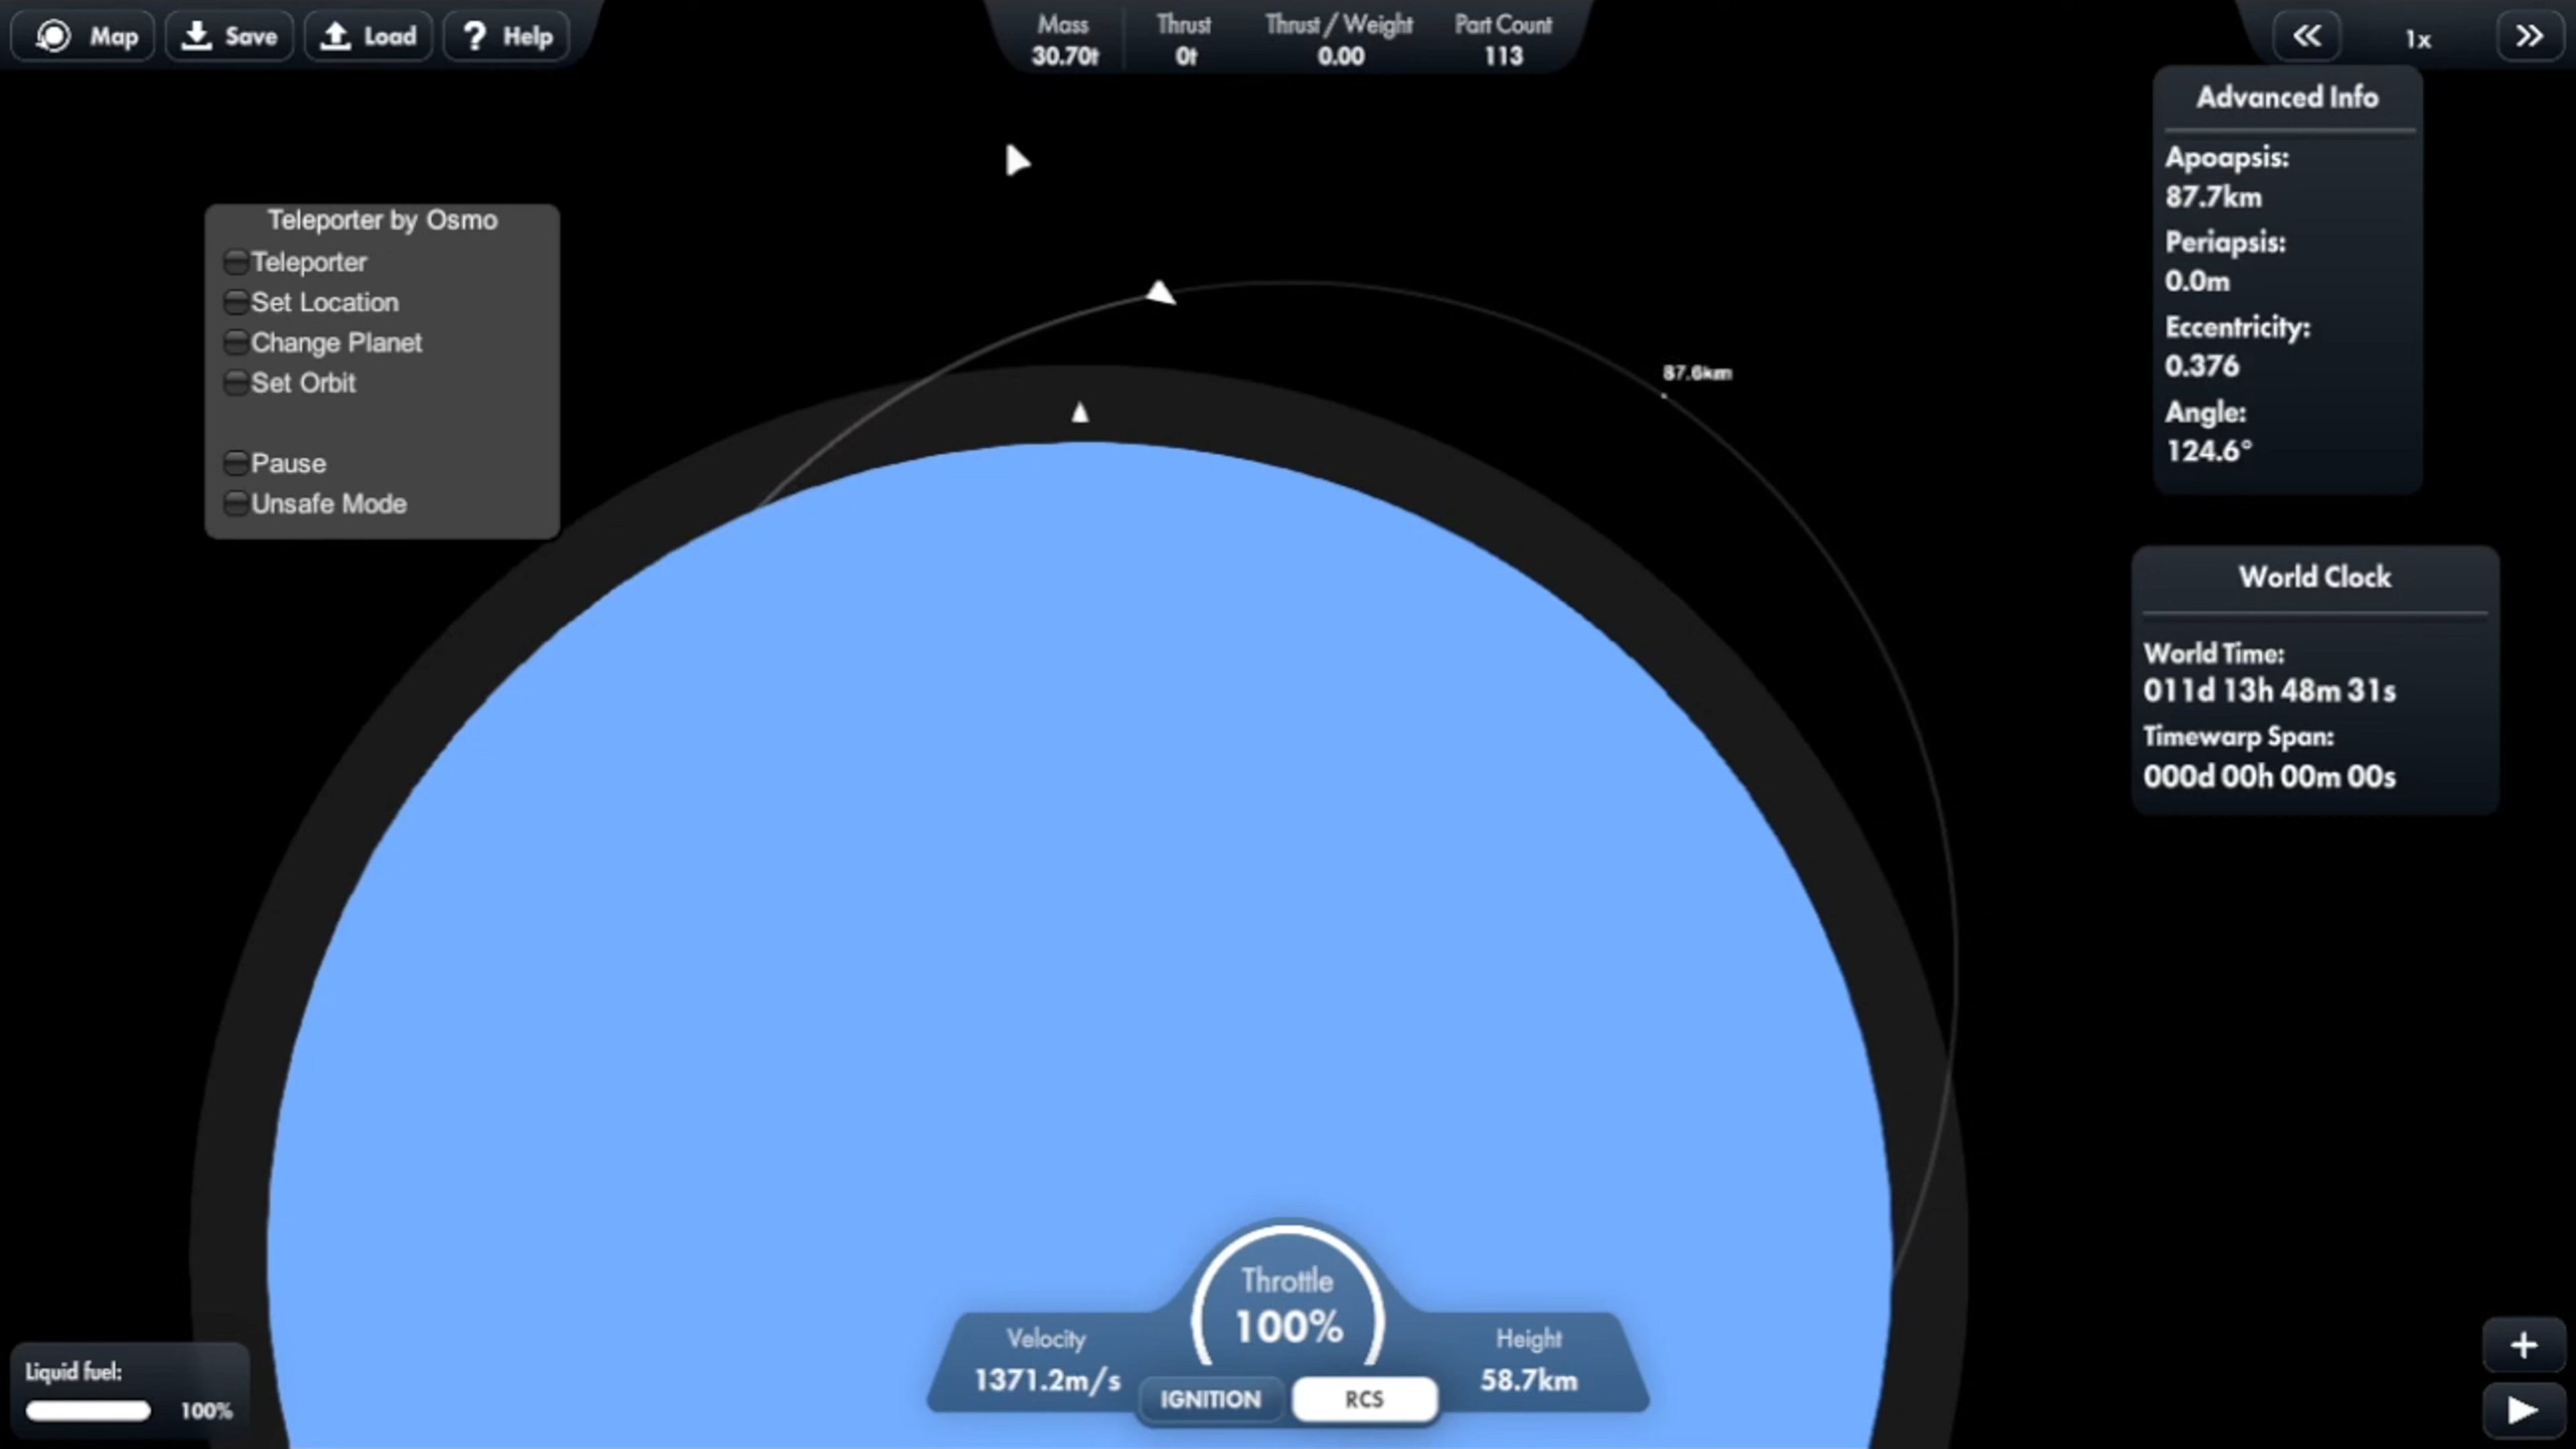 Map
Save
Load
Help
Mass
30.70t
Thrust
0t
Thrust / Weight
0.00
Part Count
113
1x
Teleporter by Osmo
Teleporter
Set Location
Change Planet
Set Orbit
Pause
Unsafe Mode
87.6km
Advanced Info
Apoapsis:
87.7km
Periapsis:
0.0m
Eccentricity:
0.376
Angle:
124.6°
World Clock
World Time:
011d 13h 48m 31s
Timewarp Span:
000d 00h 00m 00s
Throttle
100%
Velocity
1371.2m/s
IGNITION
RCS
Height
58.7km
Liquid fuel:
100%